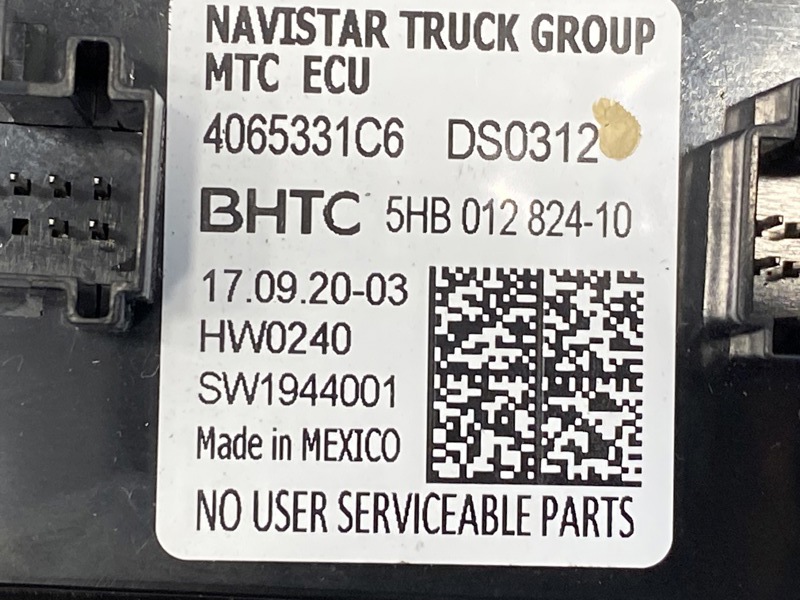 NAVISTAR TRUCK GROUP
MTC ECU
4065331C6 DS0312
BHTC 5HB 012 824-10
17.09.20-03
HW0240
SW1944001
Made in MEXICO
NO USER SERVICEABLE PARTS